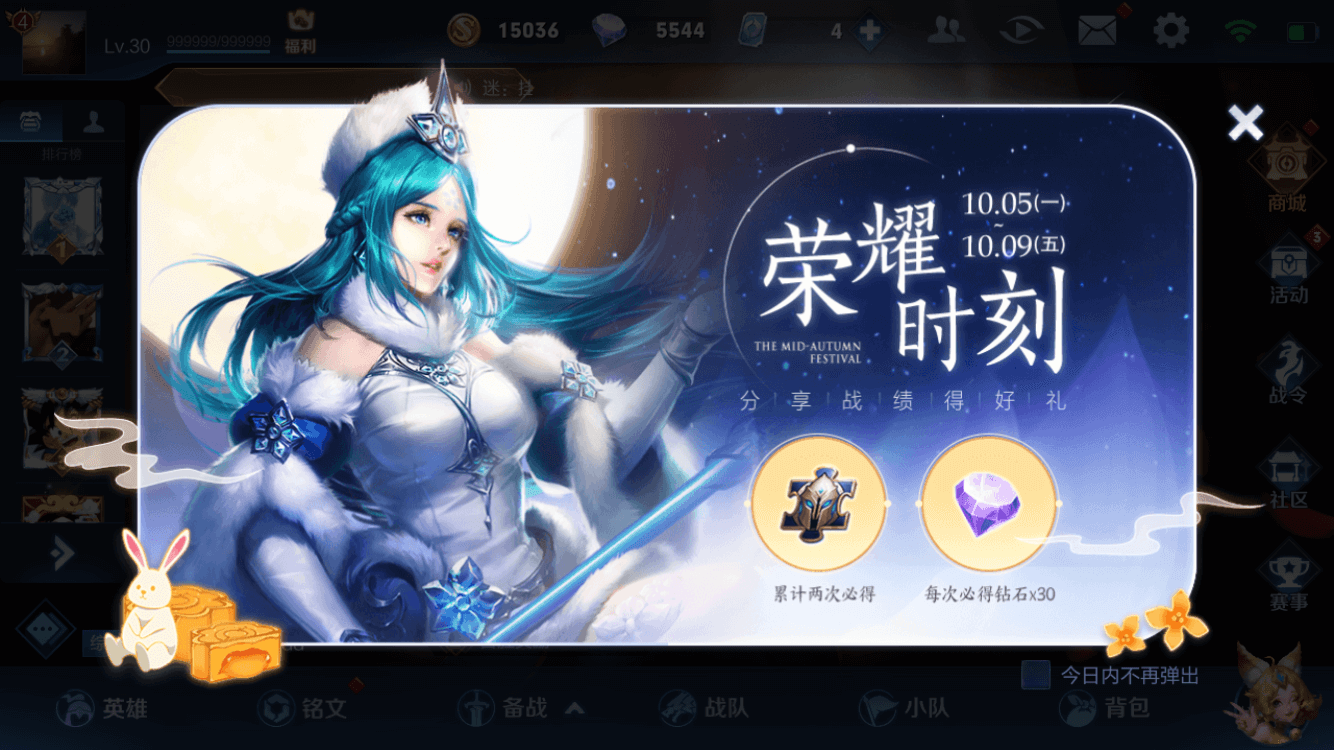 4
Lv.30
999999/999999
福利
15036
5544
4
迷：
排行榜
1
2
商城
3
活动
战令
社区
赛事
荣耀时刻
10.05(一)
~
10.09(五)
THE MID-AUTUMN
FESTIVAL
分享战绩得好礼
累计两次必得
每次必得钻石x30
今日内不再弹出
英雄
铭文
备战
战队
小队
背包